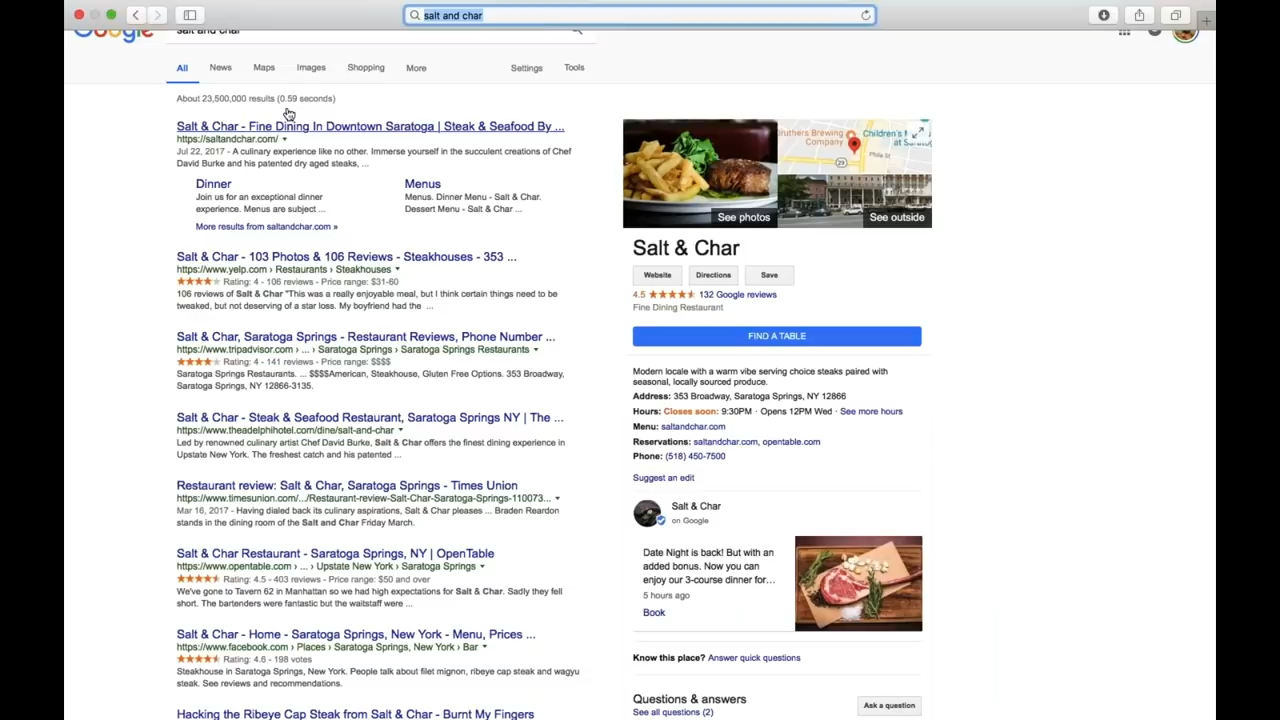 salt and char
Google
salt and char
All News Maps Images Shopping More Settings Tools
About 23,500,000 results (0.59 seconds)
Salt & Char - Fine Dining In Downtown Saratoga | Steak & Seafood By ...
https://saltandchar.com/
Jul 22, 2017 - A culinary experience like no other. Immerse yourself in the succulent creations of Chef
David Burke and his patented dry aged steaks, ...
Dinner
Join us for an exceptional dinner
experience. Menus are subject ...
Menus
Menus. Dinner Menu - Salt & Char.
Dessert Menu - Salt & Char ...
More results from saltandchar.com »
Salt & Char - 103 Photos & 106 Reviews - Steakhouses - 353 ...
https://www.yelp.com › Restaurants › Steakhouses
Rating: 4 - 106 reviews - Price range: $31-60
106 reviews of Salt & Char "This was a really enjoyable meal, but I think certain things need to be
tweaked, but not deserving of a star loss. My boyfriend had the ...
Salt & Char, Saratoga Springs - Restaurant Reviews, Phone Number ...
https://www.tripadvisor.com › ... › Saratoga Springs › Saratoga Springs Restaurants
Rating: 4 - 141 reviews - Price range: $$$$
Saratoga Springs Restaurants. ... $$$$American, Steakhouse, Gluten Free Options. 353 Broadway,
Saratoga Springs, NY 12866-3135.
Salt & Char - Steak & Seafood Restaurant, Saratoga Springs NY | The ...
https://www.theadelphihotel.com/dine/salt-and-char
Led by renowned culinary artist Chef David Burke, Salt & Char offers the finest dining experience in
Upstate New York. The freshest catch and his patented ...
Restaurant review: Salt & Char, Saratoga Springs - Times Union
https://www.timesunion.com/.../Restaurant-review-Salt-Char-Saratoga-Springs-110073...
Mar 16, 2017 - Having dialed back its culinary aspirations, Salt & Char pleases ... Braden Reardon
stands in the dining room of the Salt and Char Friday March.
Salt & Char Restaurant - Saratoga Springs, NY | OpenTable
https://www.opentable.com › ... › Upstate New York › Saratoga Springs
Rating: 4.5 - 403 reviews - Price range: $50 and over
We've gone to Tavern 62 in Manhattan so we had high expectations for Salt & Char. Sadly they fell
short. The bartenders were fantastic but the waitstaff were ...
Salt & Char - Home - Saratoga Springs, New York - Menu, Prices ...
https://www.facebook.com › Places › Saratoga Springs, New York › Bar
Rating: 4.6 - 198 votes
Steakhouse in Saratoga Springs, New York. People talk about filet mignon, ribeye cap steak and wagyu
steak. See reviews and recommendations.
Hacking the Ribeye Cap Steak from Salt & Char - Burnt My Fingers
Druthers Brewing
Company
Children's
29
Phila St
See photos
See outside
Salt & Char
Website Directions Save
4.5 132 Google reviews
Fine Dining Restaurant
FIND A TABLE
Modern locale with a warm vibe serving choice steaks paired with
seasonal, locally sourced produce.
Address: 353 Broadway, Saratoga Springs, NY 12866
Hours: Closes soon: 9:30PM · Opens 12PM Wed · See more hours
Menu: saltandchar.com
Reservations: saltandchar.com, opentable.com
Phone: (518) 450-7500
Suggest an edit
Salt & Char
on Google
Date Night is back! But with an
added bonus. Now you can
enjoy our 3-course dinner for...
5 hours ago
Book
Know this place? Answer quick questions
Questions & answers
See all questions (2)
Ask a question